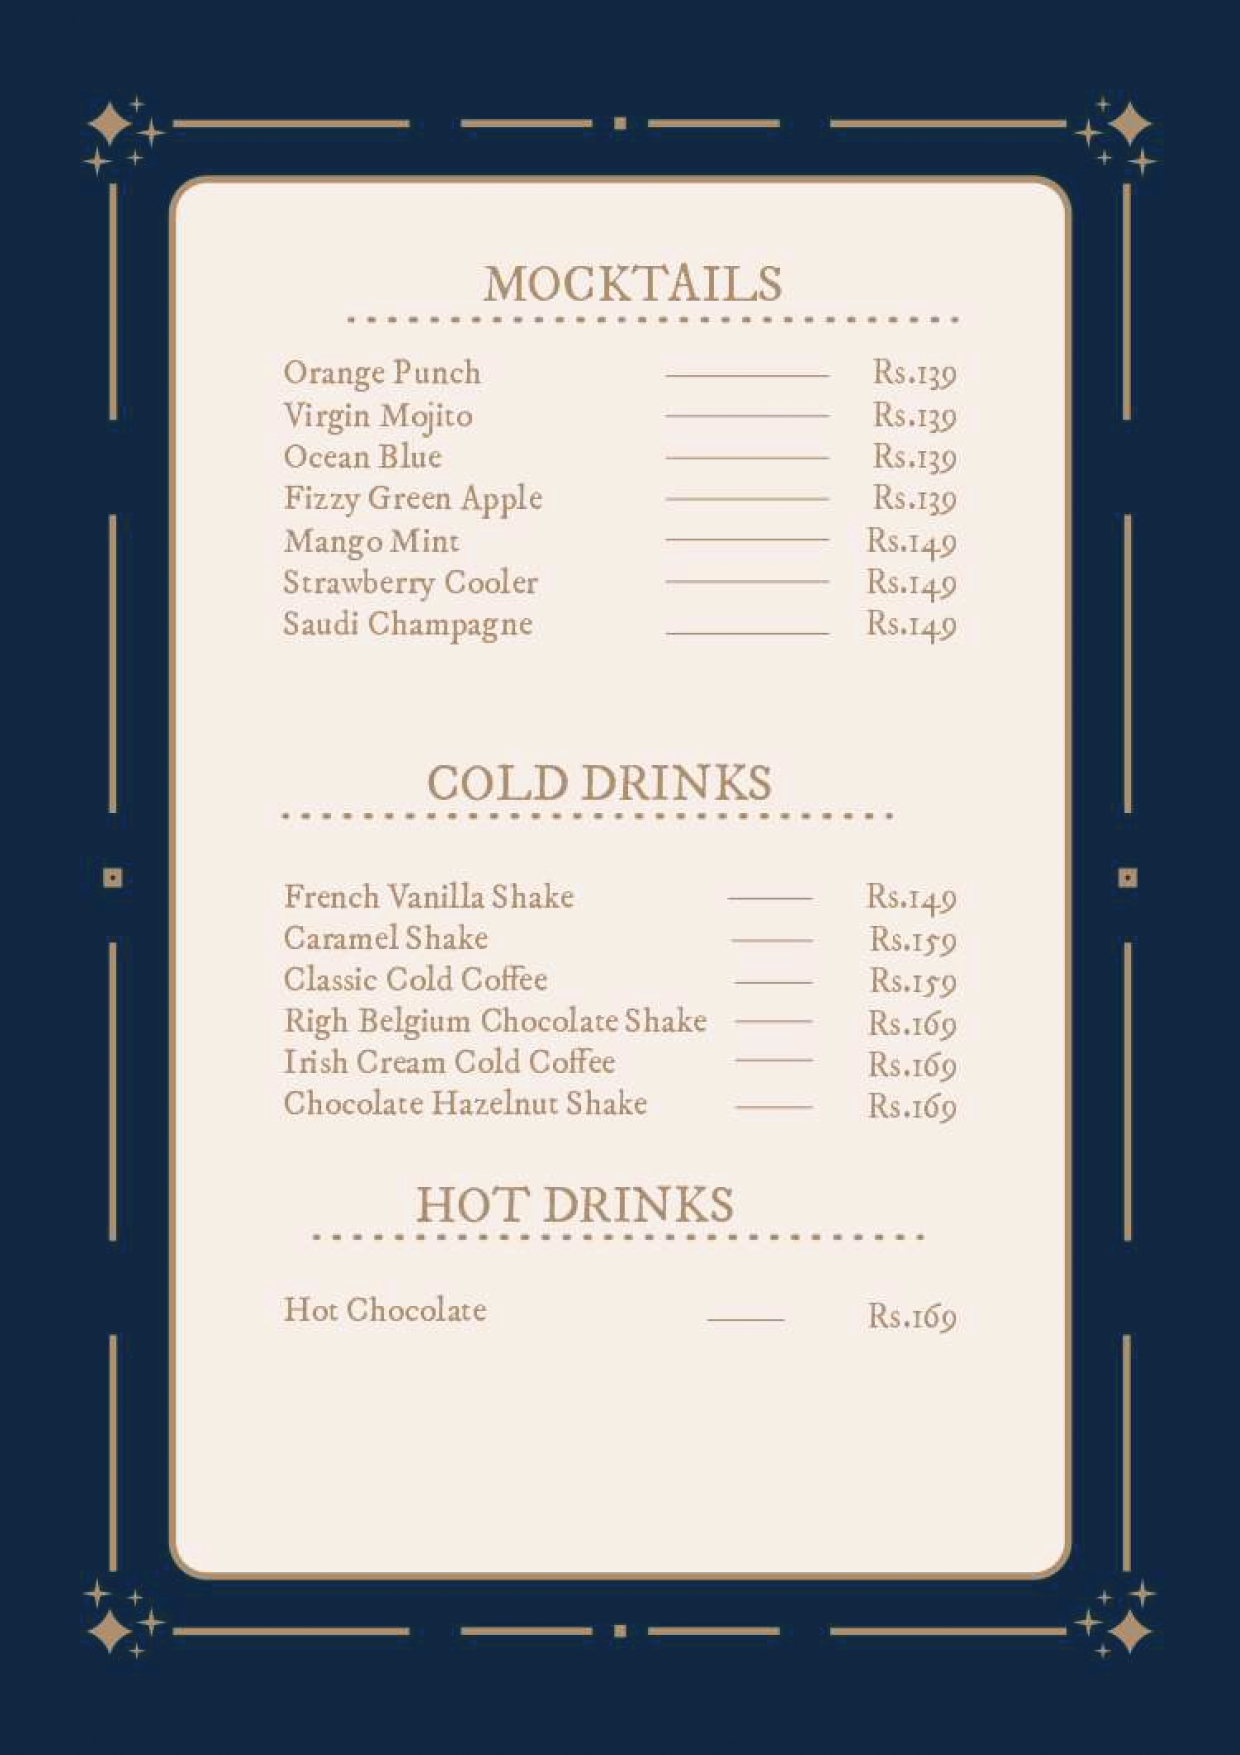 MOCKTAILS
Orange Punch Rs.139
Virgin Mojito Rs.139
Ocean Blue Rs.139
Fizzy Green Apple Rs.139
Mango Mint Rs.149
Strawberry Cooler Rs.149
Saudi Champagne Rs.149
COLD DRINKS
French Vanilla Shake Rs.149
Caramel Shake Rs.159
Classic Cold Coffee Rs.159
Righ Belgium Chocolate Shake Rs.169
Irish Cream Cold Coffee Rs.169
Chocolate Hazelnut Shake Rs.169
HOT DRINKS
Hot Chocolate Rs.169